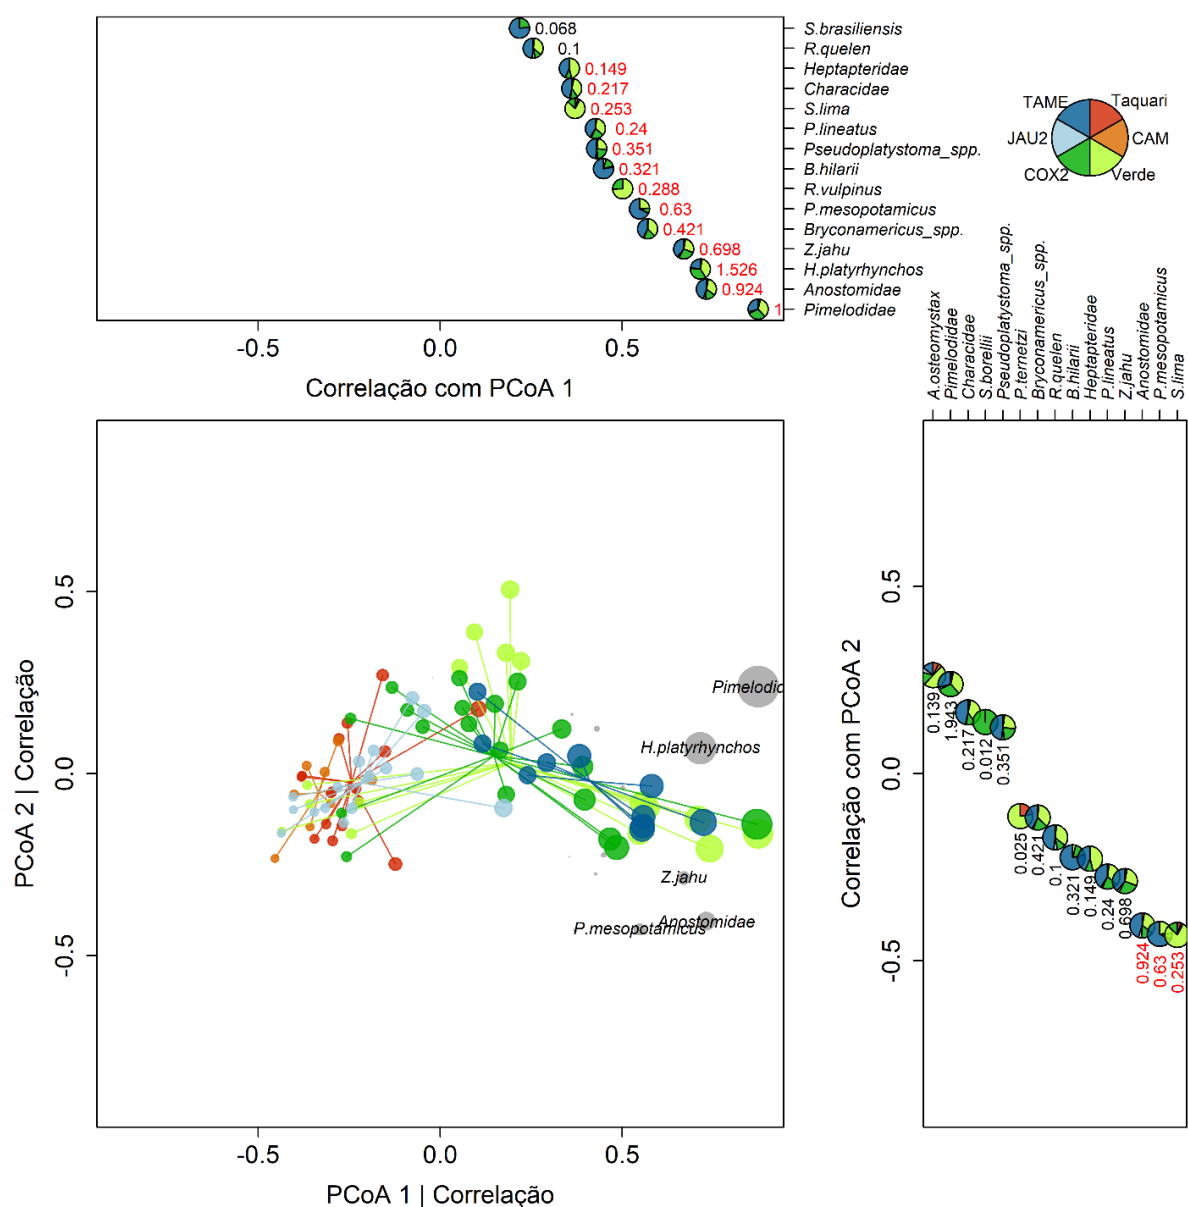 0.068 S.brasiliensis
0.1 R.quelen
0.149 Heptapteridae
0.217 Characidae
0.253 S.lima
0.24 P.lineatus
0.351 Pseudoplatystoma_spp.
0.321 B.hilarii
0.288 R.vulpinus
0.63 P.mesopotamicus
0.421 Bryconamericus_spp.
0.698 Z.jahu
1.526 H.platyrhynchos
0.924 Anostomidae
1 Pimelodidae
-0.5 0.0 0.5
Correlação com PCoA 1
TAME Taquari
JAU2 CAM
COX2 Verde
A.osteomystax
Pimelodidae
Characidae
S.borellii
Pseudoplatystoma_spp.
P.ternetzi
Bryconamericus_spp.
R.quelen
B.hilarii
Heptapteridae
P.lineatus
Z.jahu
Anostomidae
P.mesopotamicus
S.lima
PCoA 2 | Correlação
0.5
0.0
-0.5
Pimelodid
H.platyrhynchos
Z.jahu
Anostomidae
P.mesopotamicus
-0.5 0.0 0.5
PCoA 1 | Correlação
Correlação com PCoA 2
0.5
0.0
-0.5
0.139
1.943
0.217
0.012
0.351
0.025
0.421
0.1
0.321
0.149
0.24
0.698
0.924
0.63
0.253